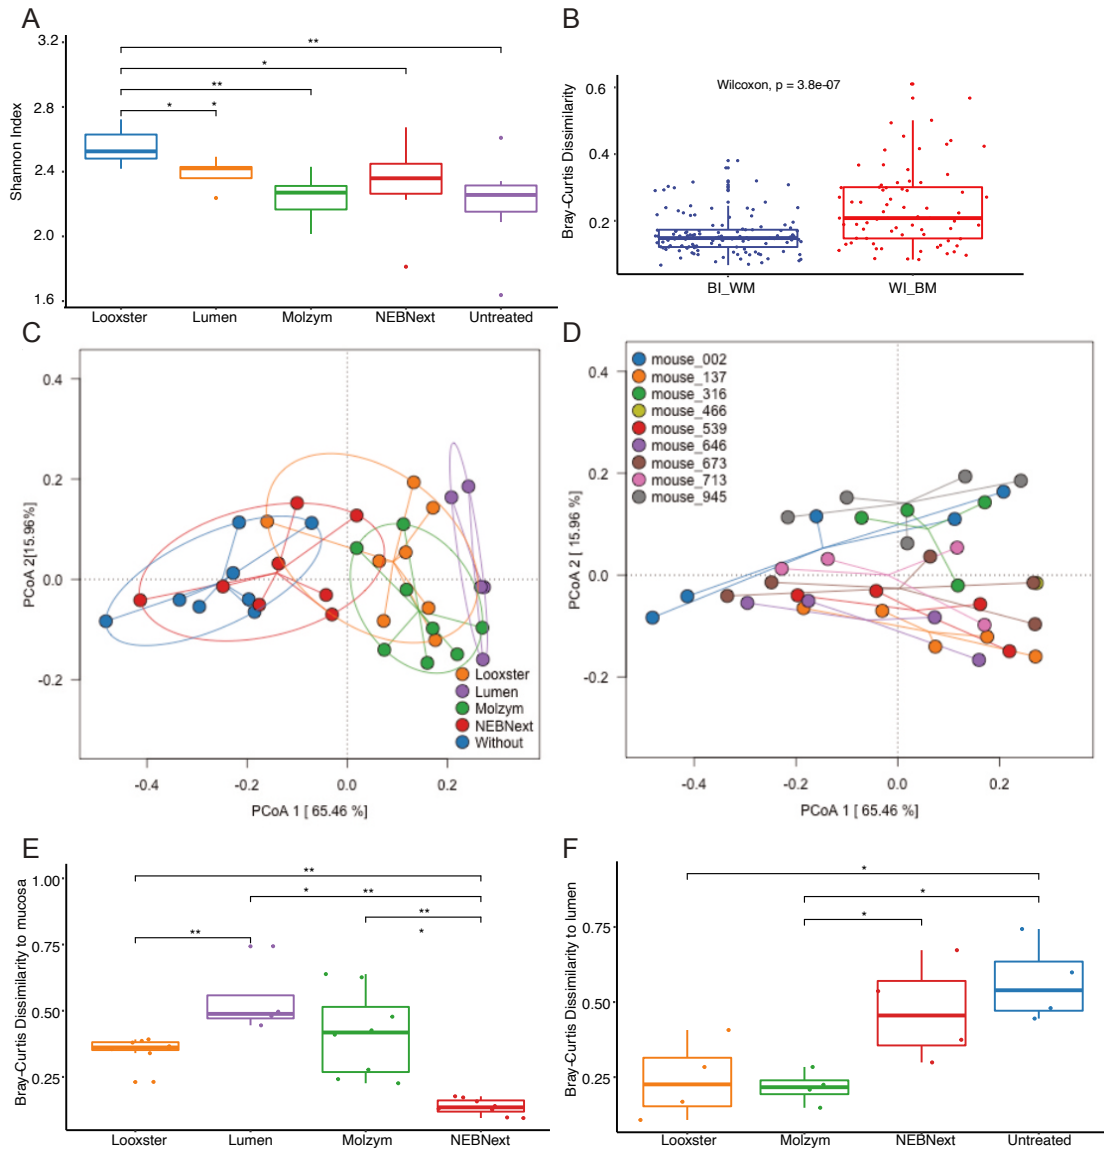 A
Shannon Index
3.2
2.8
2.4
2.0
1.6
**
*
**
*
*
Looxster
Lumen
Molzym
NEBNext
Untreated
B
Bray-Curtis Dissimilarity
0.6
0.4
0.2
Wilcoxon, p = 3.8e-07
BI_WM
WI_BM
C
PCoA 2[15.96%]
0.4
0.2
0.0
-0.2
Looxster
Lumen
Molzym
NEBNext
Without
-0.4
-0.2
0.0
0.2
PCoA 1 [ 65.46 %]
D
PCoA 2 [ 15.96 %]
0.4
0.2
0.0
-0.2
mouse_002
mouse_137
mouse_316
mouse_466
mouse_539
mouse_646
mouse_673
mouse_713
mouse_945
-0.4
-0.2
0.0
0.2
PCoA 1 [ 65.46 %]
E
Bray-Curtis Dissimilarity to mucosa
1.00
0.75
0.50
0.25
**
*
**
**
*
**
Looxster
Lumen
Molzym
NEBNext
F
Bray-Curtis Dissimilarity to lumen
0.75
0.50
0.25
*
*
*
Looxster
Molzym
NEBNext
Untreated